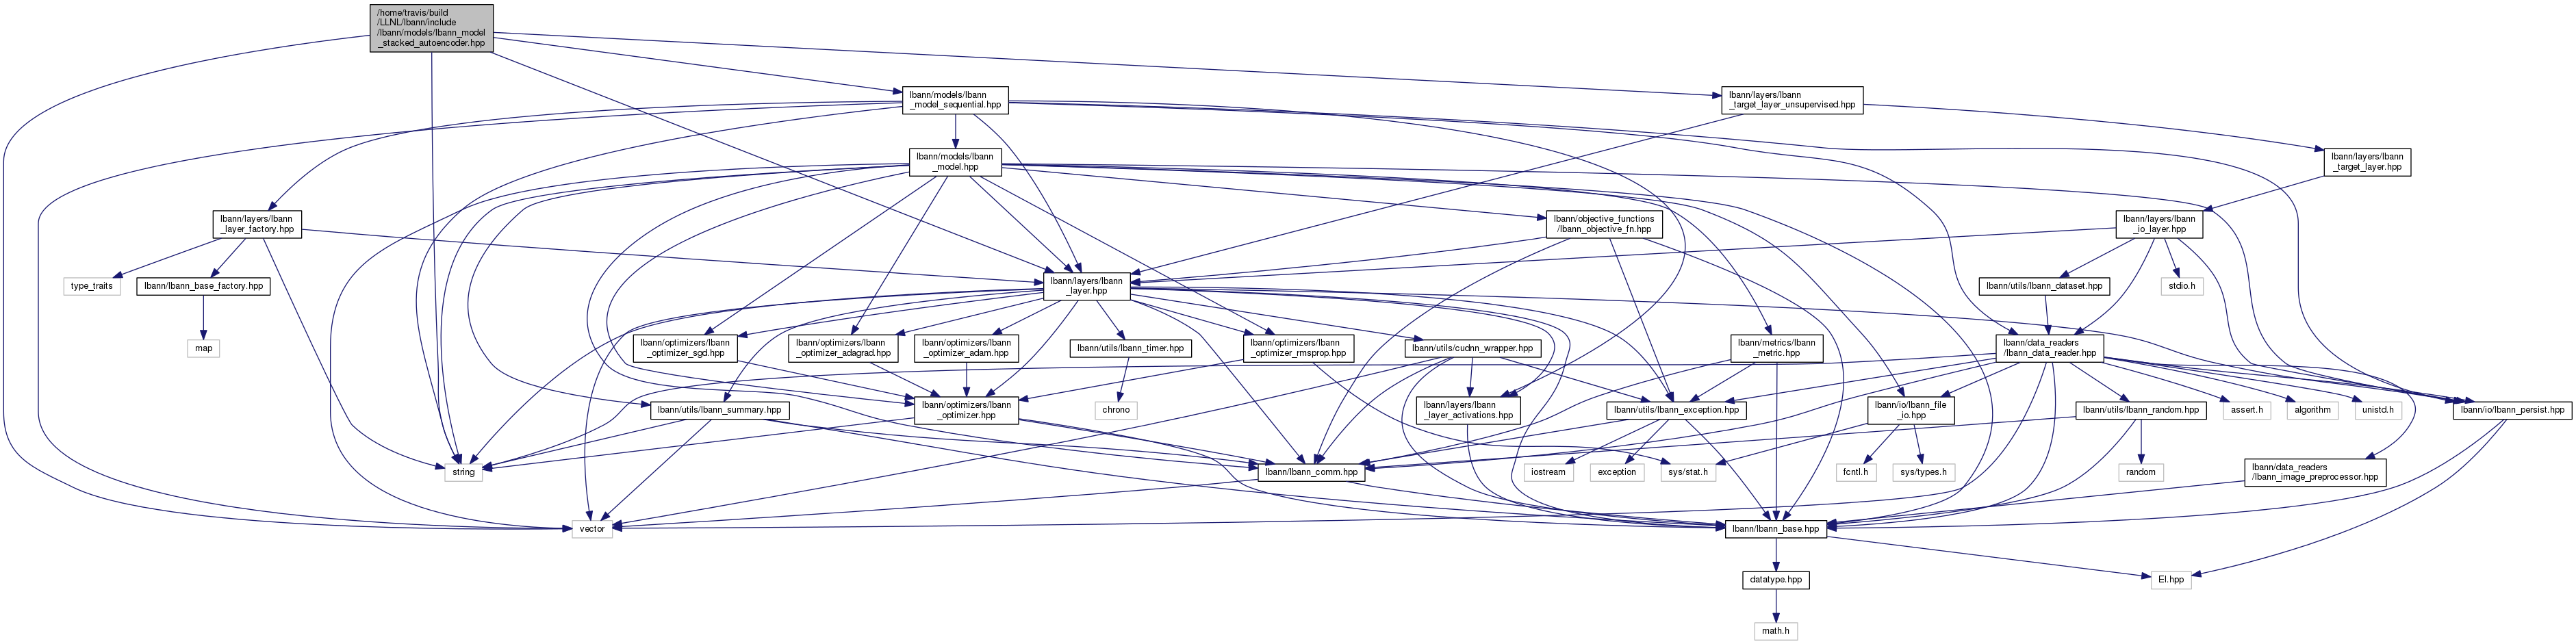 /home/travis/build
/LLNL/lbann/include
/lbann/models/lbann_model
_stacked_autoencoder.hpp
lbann/models/lbann
_model_sequential.hpp
lbann/layers/lbann
_target_layer_unsupervised.hpp
lbann/models/lbann
_model.hpp
lbann/layers/lbann
_target_layer.hpp
lbann/layers/lbann
_layer_factory.hpp
lbann/objective_functions
/lbann_objective_fn.hpp
lbann/layers/lbann
_io_layer.hpp
type_traits
lbann/lbann_base_factory.hpp
lbann/layers/lbann
_layer.hpp
lbann/utils/lbann_dataset.hpp
stdio.h
map
lbann/optimizers/lbann
_optimizer_sgd.hpp
lbann/optimizers/lbann
_optimizer_adagrad.hpp
lbann/optimizers/lbann
_optimizer_adam.hpp
lbann/utils/lbann_timer.hpp
lbann/optimizers/lbann
_optimizer_rmsprop.hpp
lbann/utils/cudnn_wrapper.hpp
lbann/metrics/lbann
_metric.hpp
lbann/data_readers
/lbann_data_reader.hpp
lbann/utils/lbann_summary.hpp
lbann/optimizers/lbann
_optimizer.hpp
chrono
lbann/layers/lbann
_layer_activations.hpp
lbann/utils/lbann_exception.hpp
lbann/io/lbann_file
_io.hpp
lbann/utils/lbann_random.hpp
assert.h
algorithm
unistd.h
lbann/io/lbann_persist.hpp
string
lbann/lbann_comm.hpp
iostream
exception
sys/stat.h
fcntl.h
sys/types.h
random
lbann/data_readers
/lbann_image_preprocessor.hpp
vector
lbann/lbann_base.hpp
datatype.hpp
El.hpp
math.h